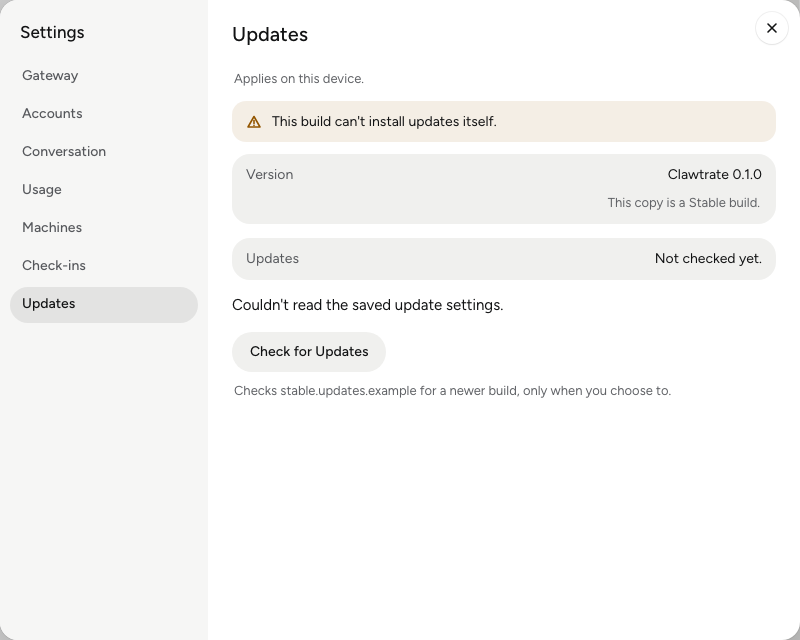 Settings
Gateway
Accounts
Conversation
Usage
Machines
Check-ins
Updates
Updates
Applies on this device.
This build can't install updates itself.
Version Clawtrate 0.1.0
This copy is a Stable build.
Updates Not checked yet.
Couldn't read the saved update settings.
Check for Updates
Checks stable.updates.example for a newer build, only when you choose to.